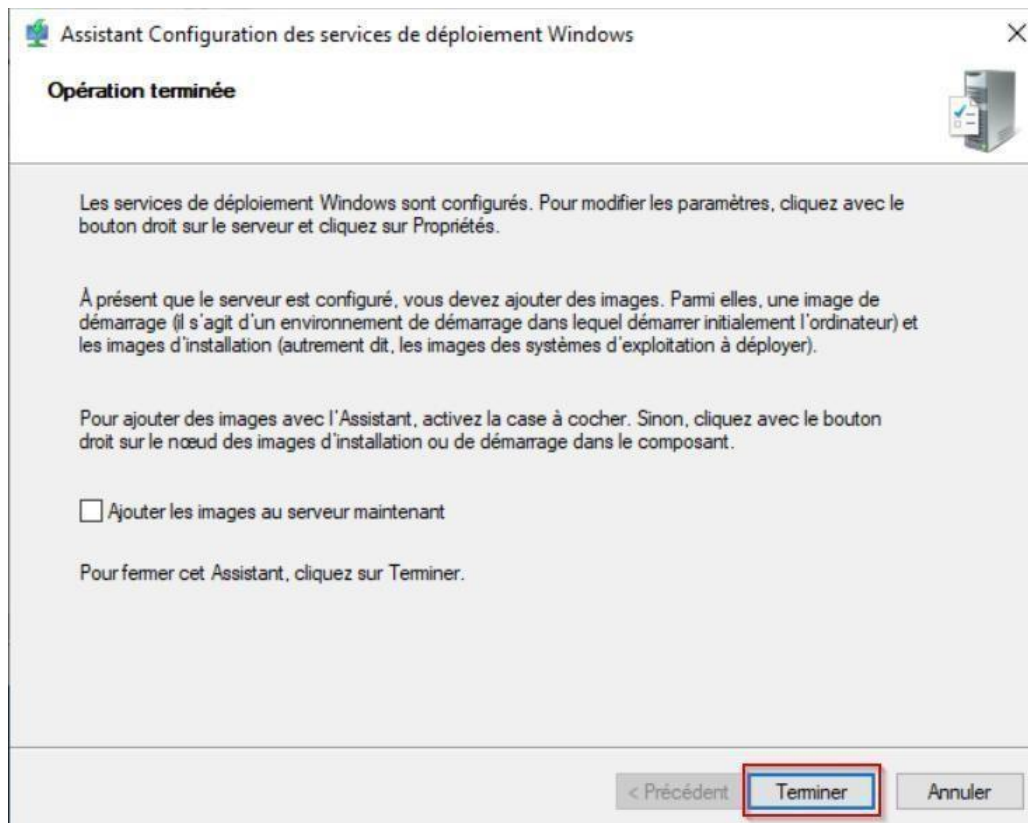 Assistant Configuration des services de déploiement Windows
Opération terminée
Les services de déploiement Windows sont configurés. Pour modifier les paramètres, cliquez avec le
bouton droit sur le serveur et cliquez sur Propriétés.
À présent que le serveur est configuré, vous devez ajouter des images. Parmi elles, une image de
démarrage (il s'agit d'un environnement de démarrage dans lequel démarrer initialement l'ordinateur) et
les images d'installation (autrement dit, les images des systèmes d'exploitation à déployer).
Pour ajouter des images avec l'Assistant, activez la case à cocher. Sinon, cliquez avec le bouton
droit sur le nœud des images d'installation ou de démarrage dans le composant.
Ajouter les images au serveur maintenant
Pour fermer cet Assistant, cliquez sur Terminer.
< Précédent Terminer Annuler